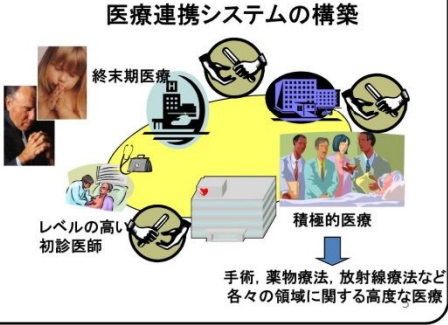 医療連携システムの構築
終末期医療
H
レベルの高い
初診医師
積極的医療
手術，薬物療法，放射線療法など
各々の領域に関する高度な医療